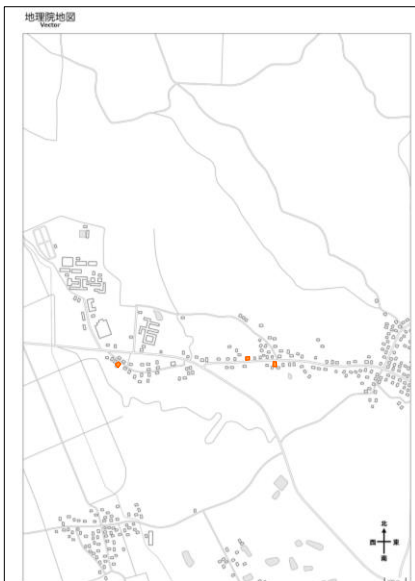 地理院地図
Vector
北
西 東
南